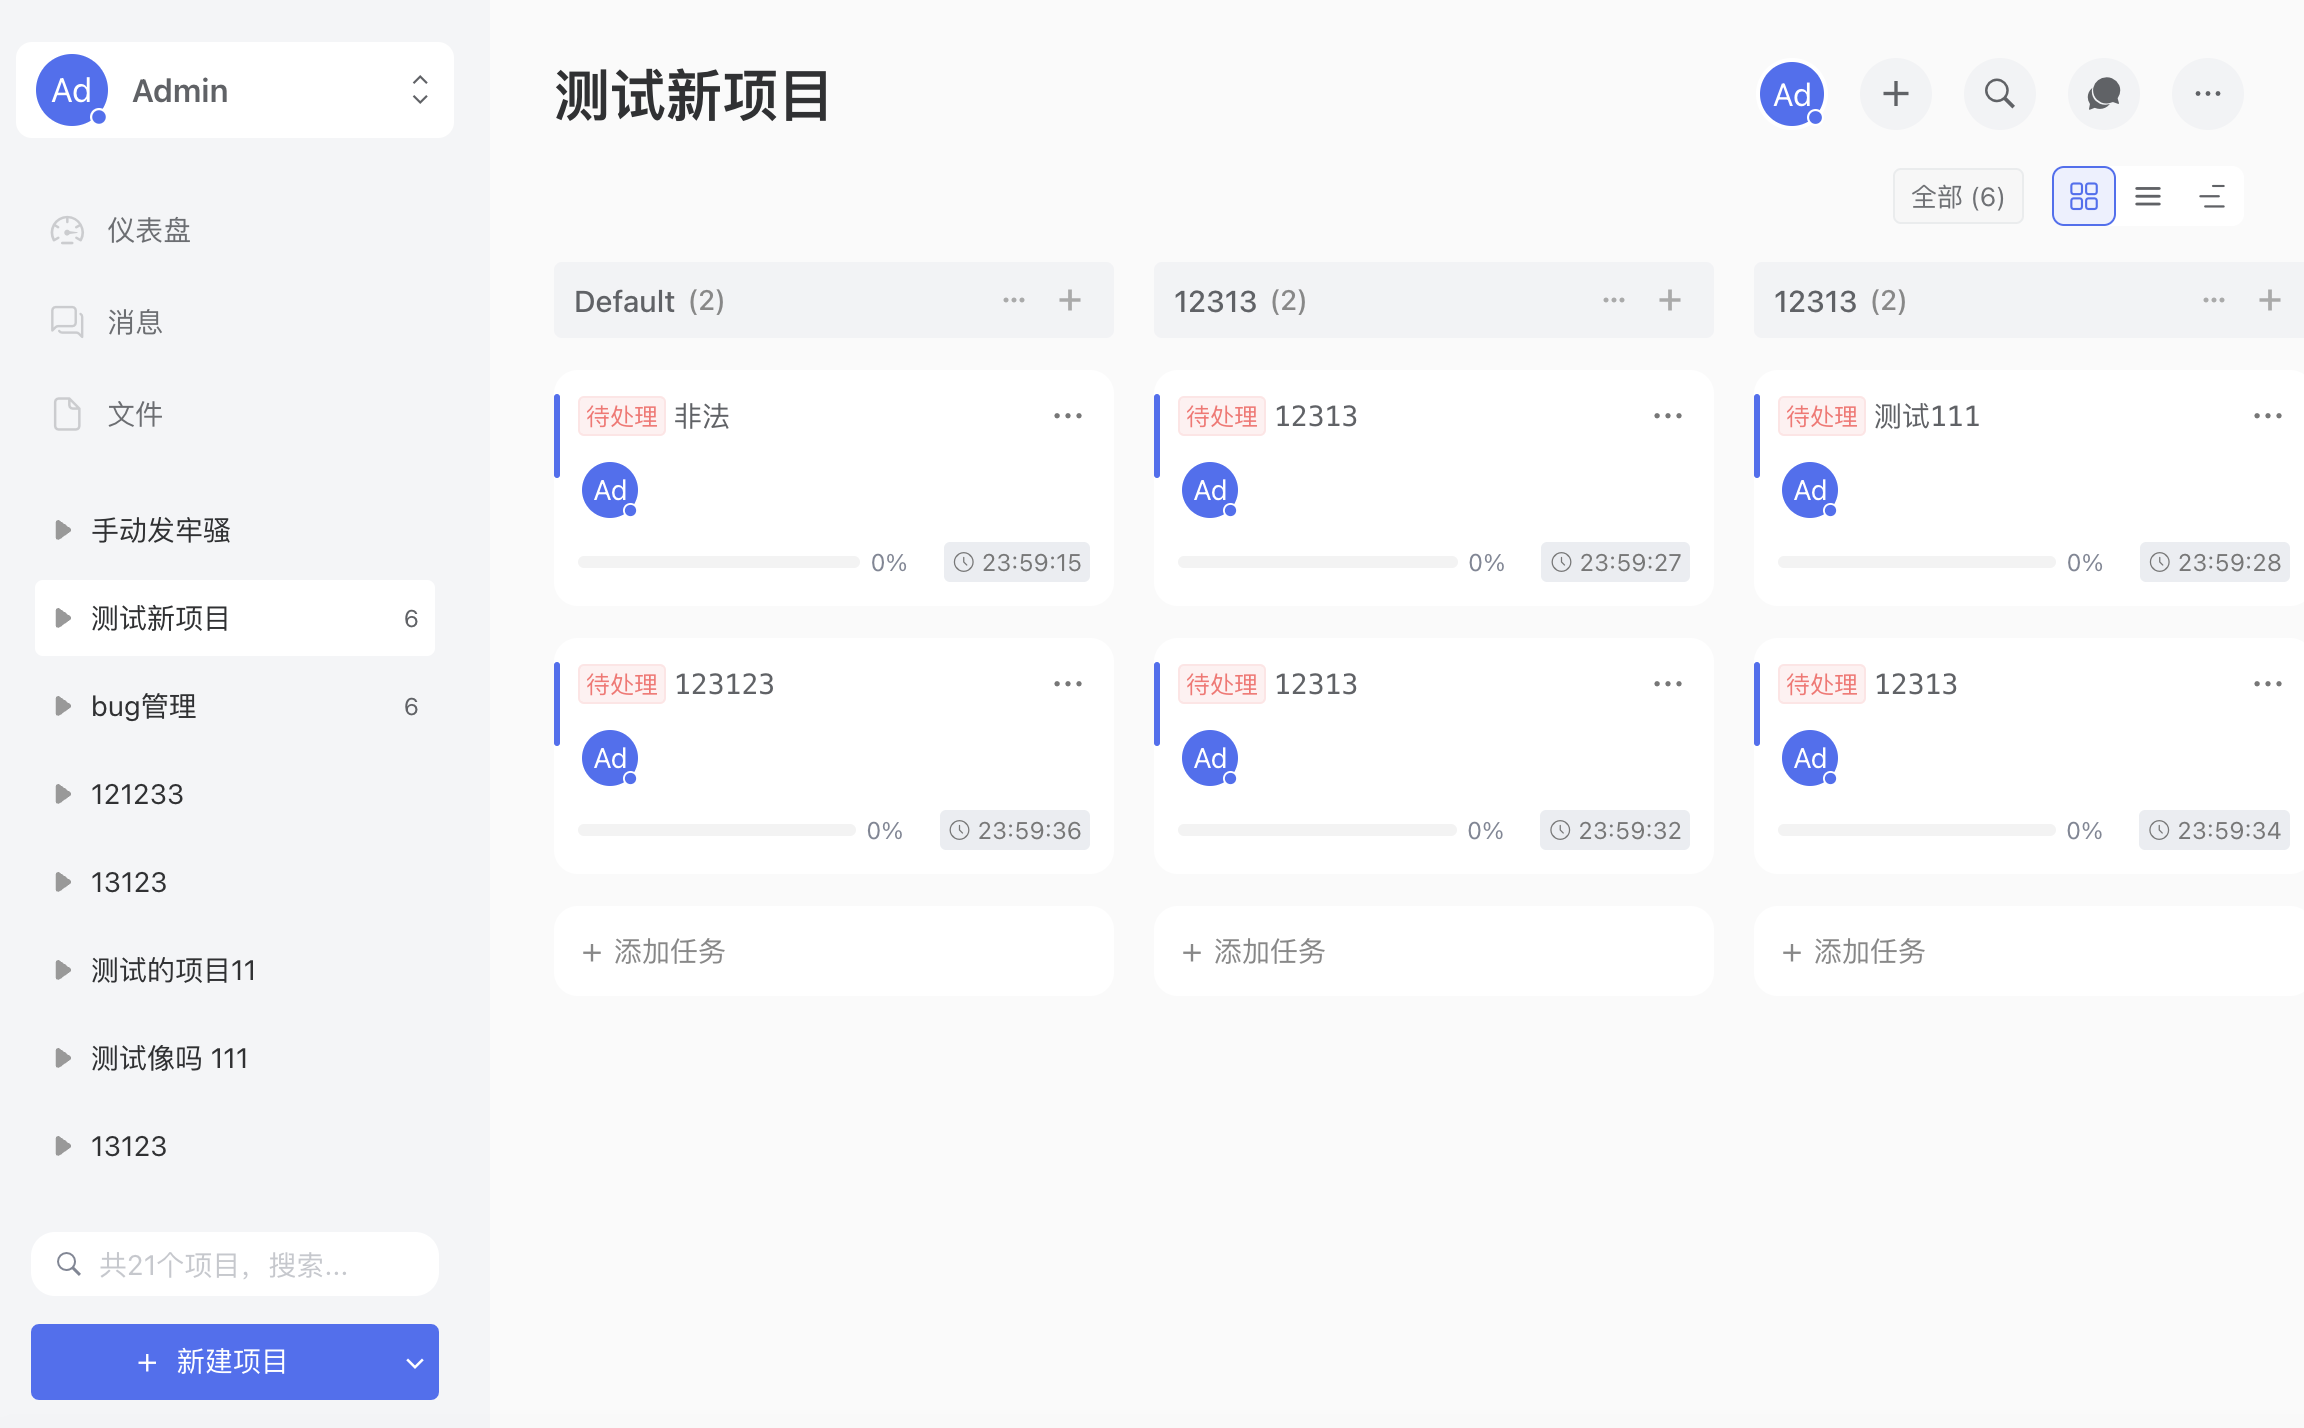 Ad Admin
仪表盘
消息
文件
手动发牢骚
测试新项目 6
bug管理 6
121233
13123
测试的项目11
测试像吗 111
13123
共21个项目，搜索...
+ 新建项目
测试新项目
Ad
全部 (6)
Default (2)
待处理 非法
Ad
0% 23:59:15
待处理 123123
Ad
0% 23:59:36
+ 添加任务
12313 (2)
待处理 12313
Ad
0% 23:59:27
待处理 12313
Ad
0% 23:59:32
+ 添加任务
12313 (2)
待处理 测试111
Ad
0% 23:59:28
待处理 12313
Ad
0% 23:59:34
+ 添加任务